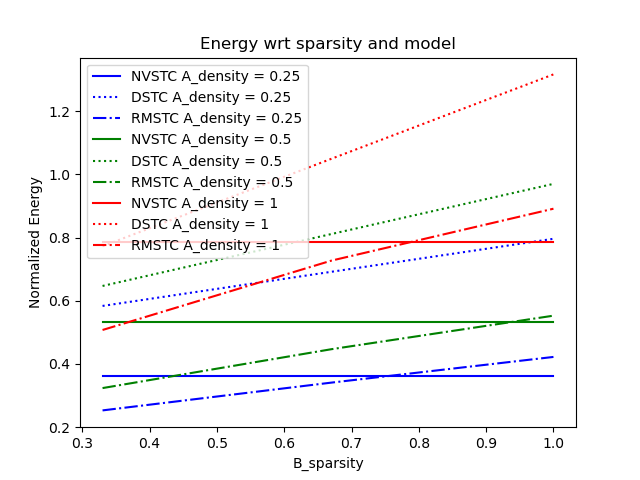 Energy wrt sparsity and model
NVSTC A_density = 0.25
DSTC A_density = 0.25
RMSTC A_density = 0.25
NVSTC A_density = 0.5
DSTC A_density = 0.5
RMSTC A_density = 0.5
NVSTC A_density = 1
DSTC A_density = 1
RMSTC A_density = 1
Normalized Energy
1.2
1.0
0.8
0.6
0.4
0.2
0.3 0.4 0.5 0.6 0.7 0.8 0.9 1.0
B_sparsity